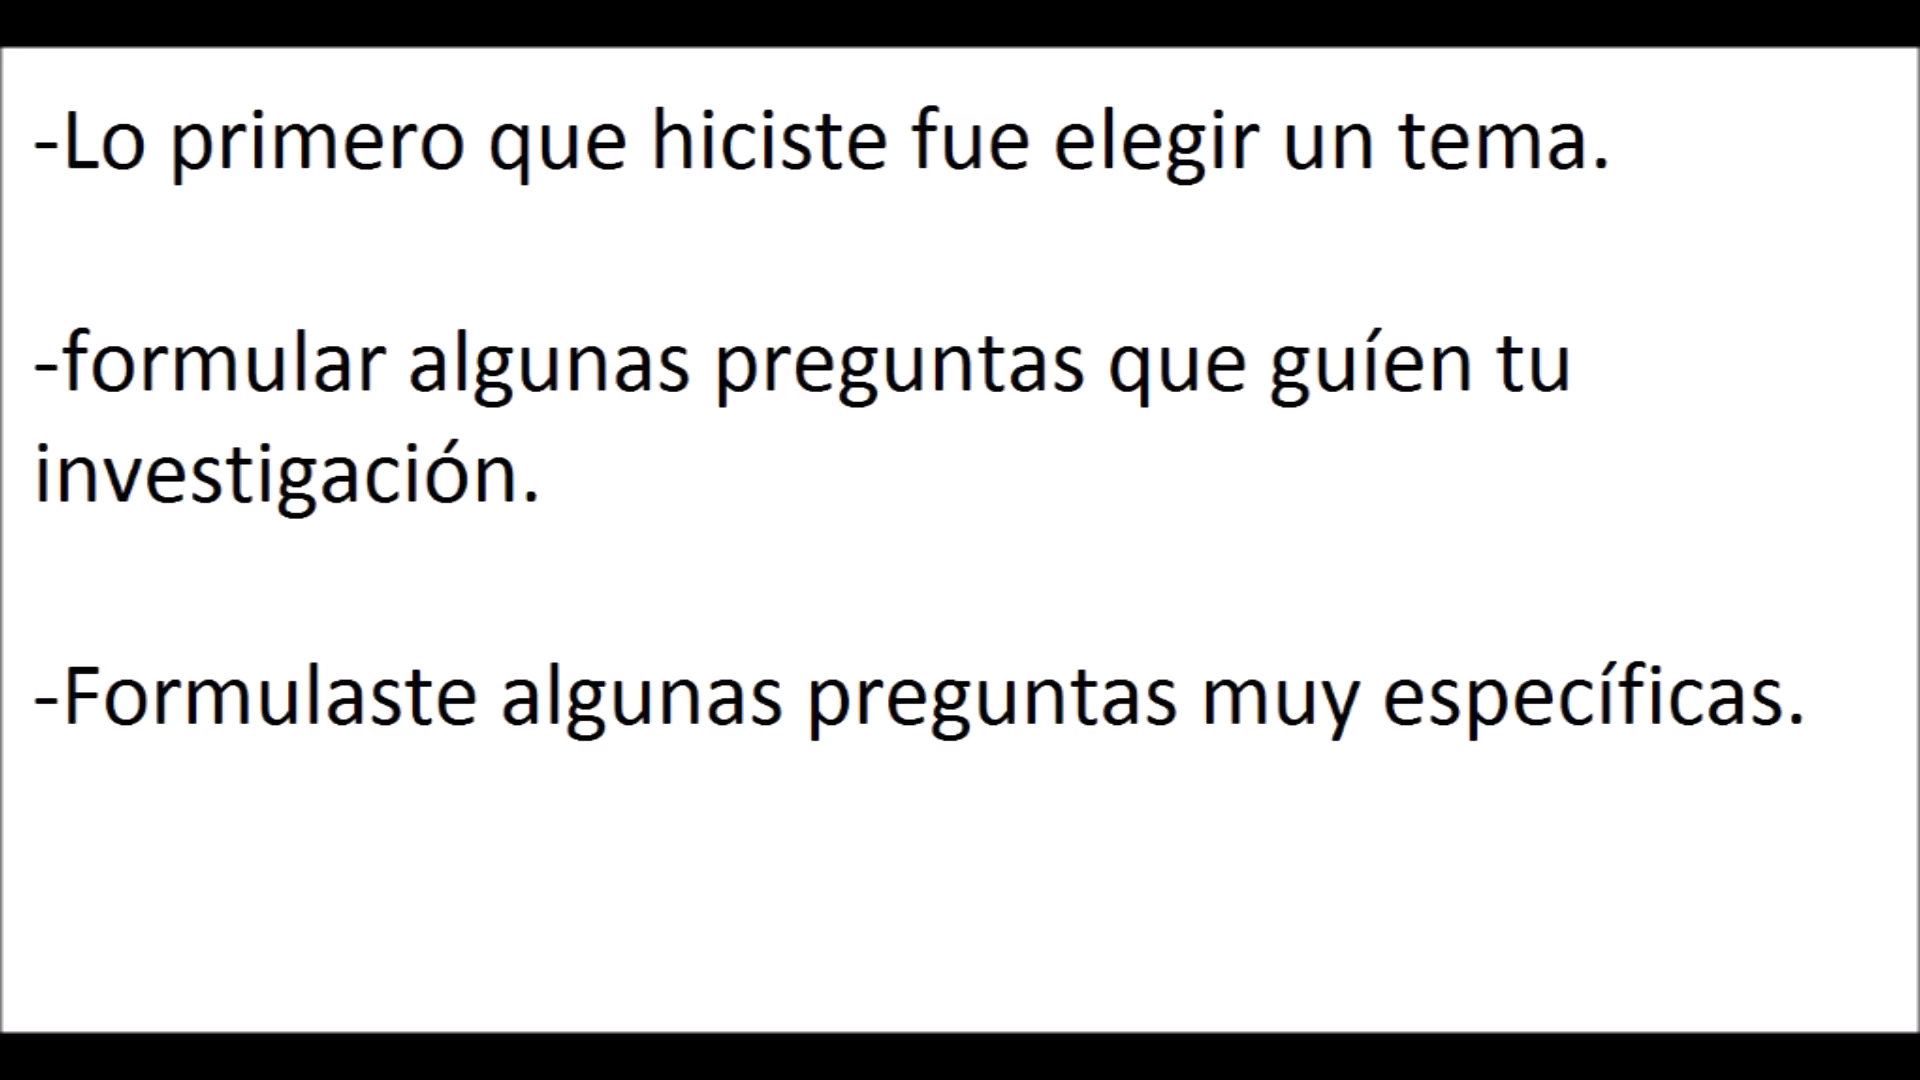 -Lo primero que hiciste fue elegir un tema.
-formular algunas preguntas que guíen tu
investigación.
-Formulaste algunas preguntas muy específicas.